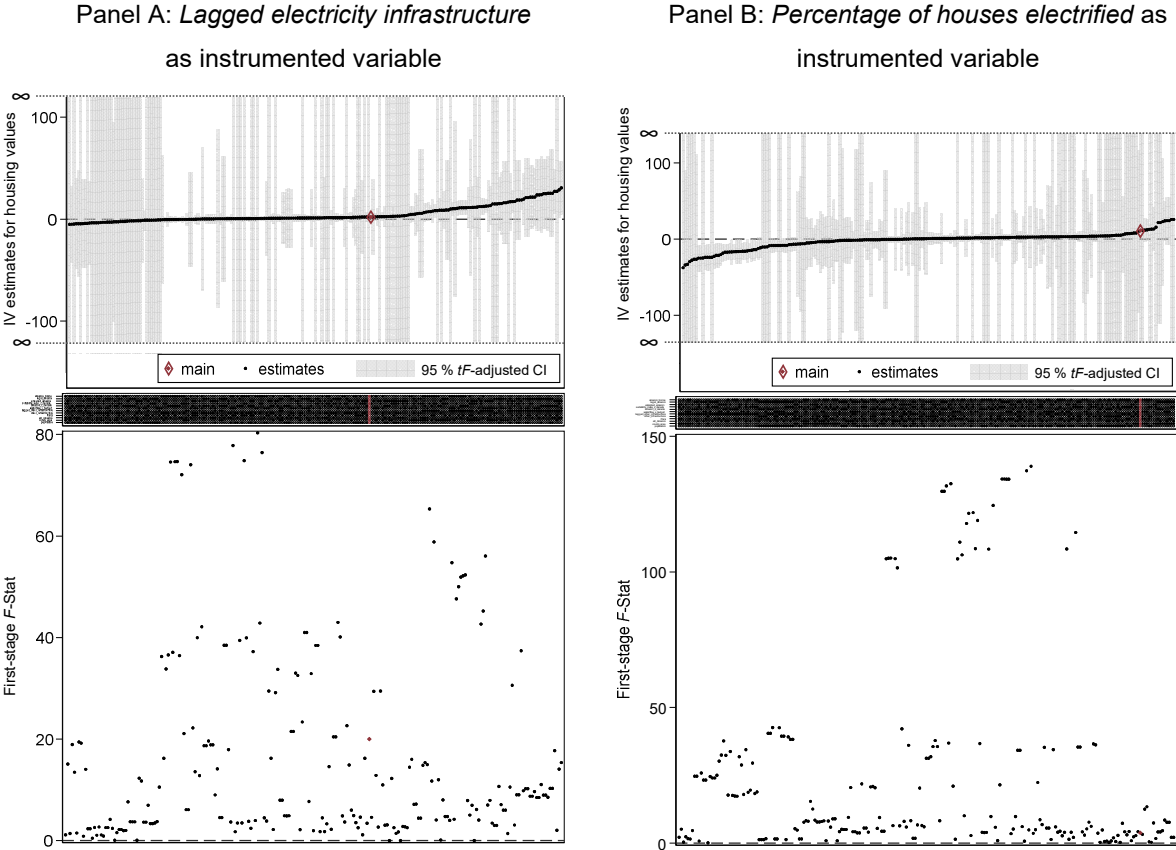 Panel A: Lagged electricity infrastructure
as instrumented variable
IV estimates for housing values
∞
100
0
-100
∞
main
estimates
95 % tF-adjusted CI
First-stage F-Stat
80
60
40
20
0
Panel B: Percentage of houses electrified as
instrumented variable
IV estimates for housing values
∞
100
0
-100
∞
main
estimates
95 % tF-adjusted CI
First-stage F-Stat
150
100
50
0